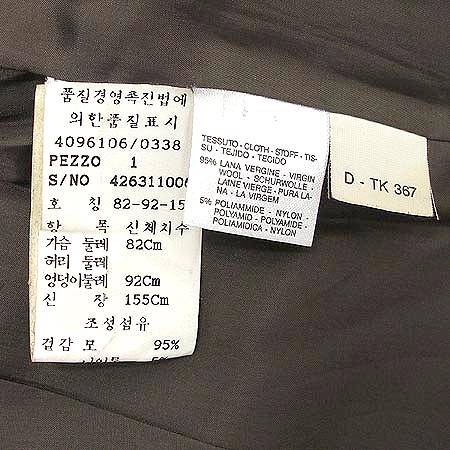 품질경영촉진법에
의한품질표시
4096106/0338
PEZZO 1
S/NO 426311006
호 칭 82-92-15
항 목 신체치수
가슴 둘레 82Cm
허리 둘레
엉덩이둘레 92Cm
신 장 155Cm
조성섬유
겉감 모 95%
나이론 5%
TESSUTO - CLOTH - STOFF - TIS-
SU - TEJIDO - TECIDO
95% LANA VERGINE - VIRGIN
WOOL - SCHURWOLLE -
LAINE VIERGE - PURA LA-
NA - LA VIRGEM
5% POLIAMMIDE - NYLON -
POLYAMID - POLYAMIDE -
POLIAMIDICA - NYLON
D - TK 367